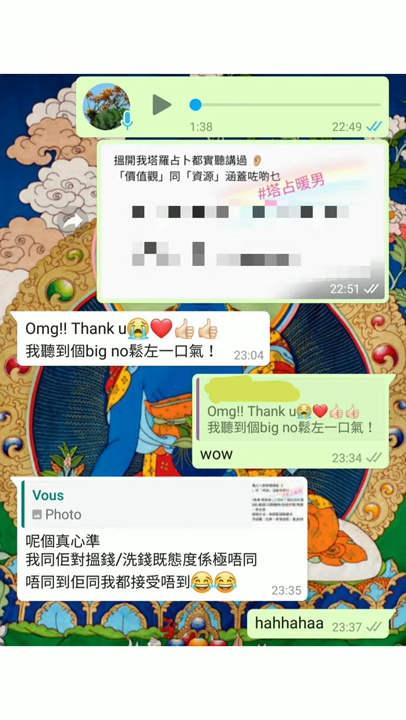 1:38
22:49
搵開我塔羅占卜都實聽講過 👂
「價值觀」同「資源」涵蓋咗啲乜
#塔占暖男
22:51
Omg!! Thank u😭❤️👍🏻👍🏻
我聽到個big no鬆左一口氣！
23:04
Omg!! Thank u😭❤️👍🏻👍🏻
我聽到個big no鬆左一口氣！
wow
23:34
Vous
Photo
呢個真心準
我同佢對搵錢/洗錢既態度係極唔同
唔同到佢同我都接受唔到😂😂
23:35
hahhahaa
23:37